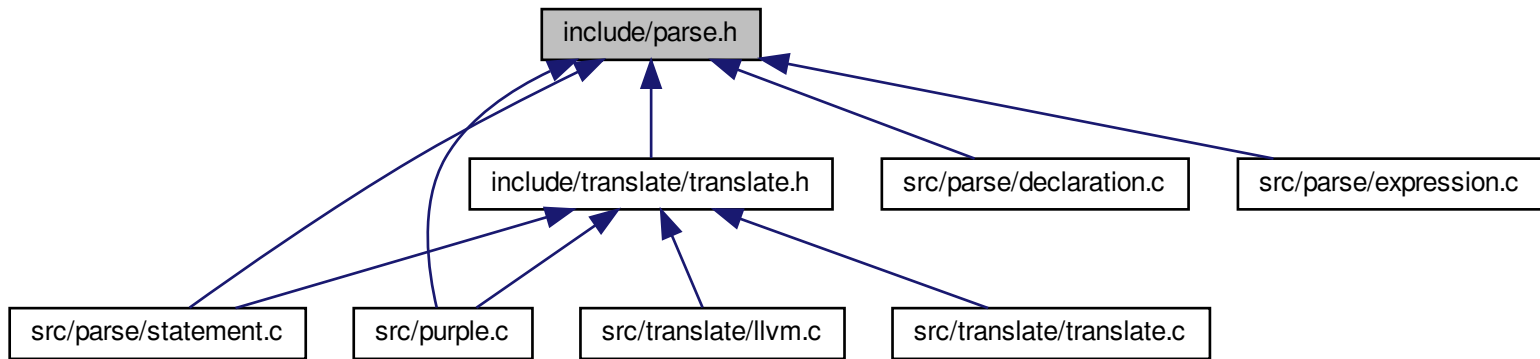 include/parse.h
include/translate/translate.h
src/parse/declaration.c
src/parse/expression.c
src/parse/statement.c
src/purple.c
src/translate/llvm.c
src/translate/translate.c